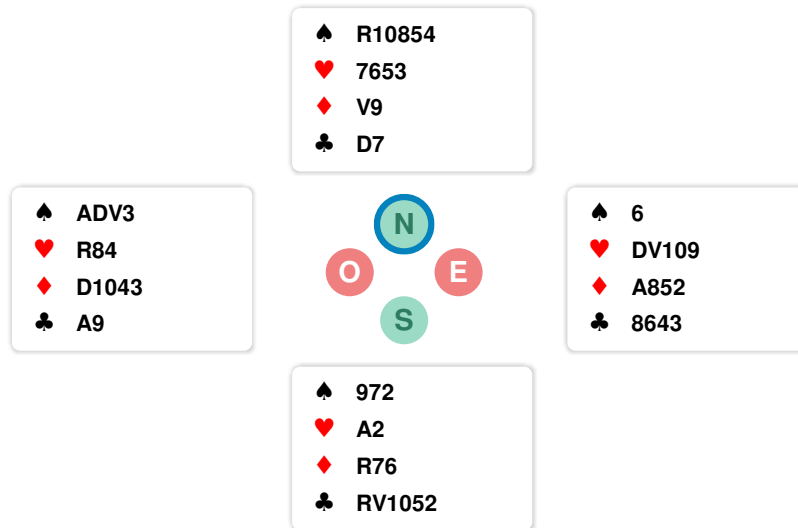 ♠ R10854
♥ 7653
♦ V9
♣ D7
♠ ADV3
♥ R84
♦ D1043
♣ A9
N
O E
S
♠ 6
♥ DV109
♦ A852
♣ 8643
♠ 972
♥ A2
♦ R76
♣ RV1052